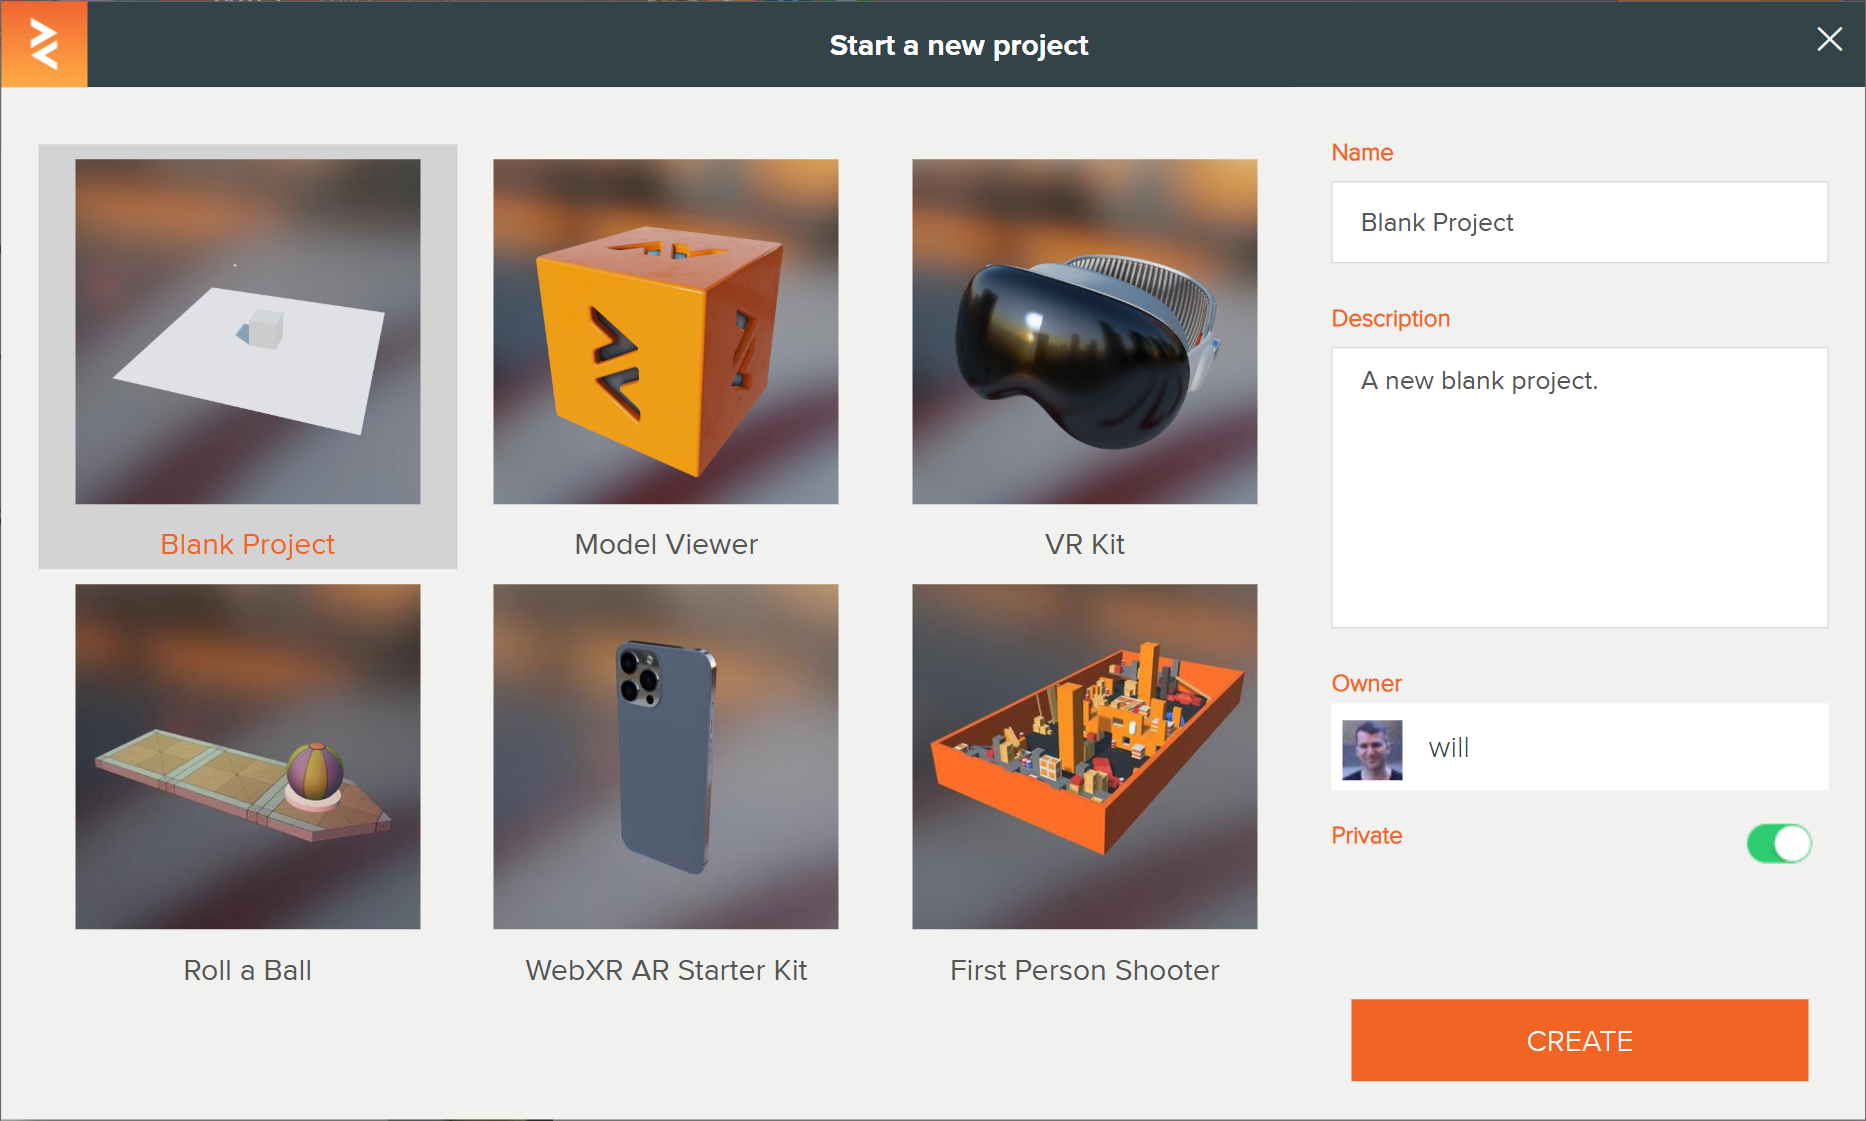 Start a new project
Blank Project
Model Viewer
VR Kit
Roll a Ball
WebXR AR Starter Kit
First Person Shooter
Name
Blank Project
Description
A new blank project.
Owner
will
Private
CREATE